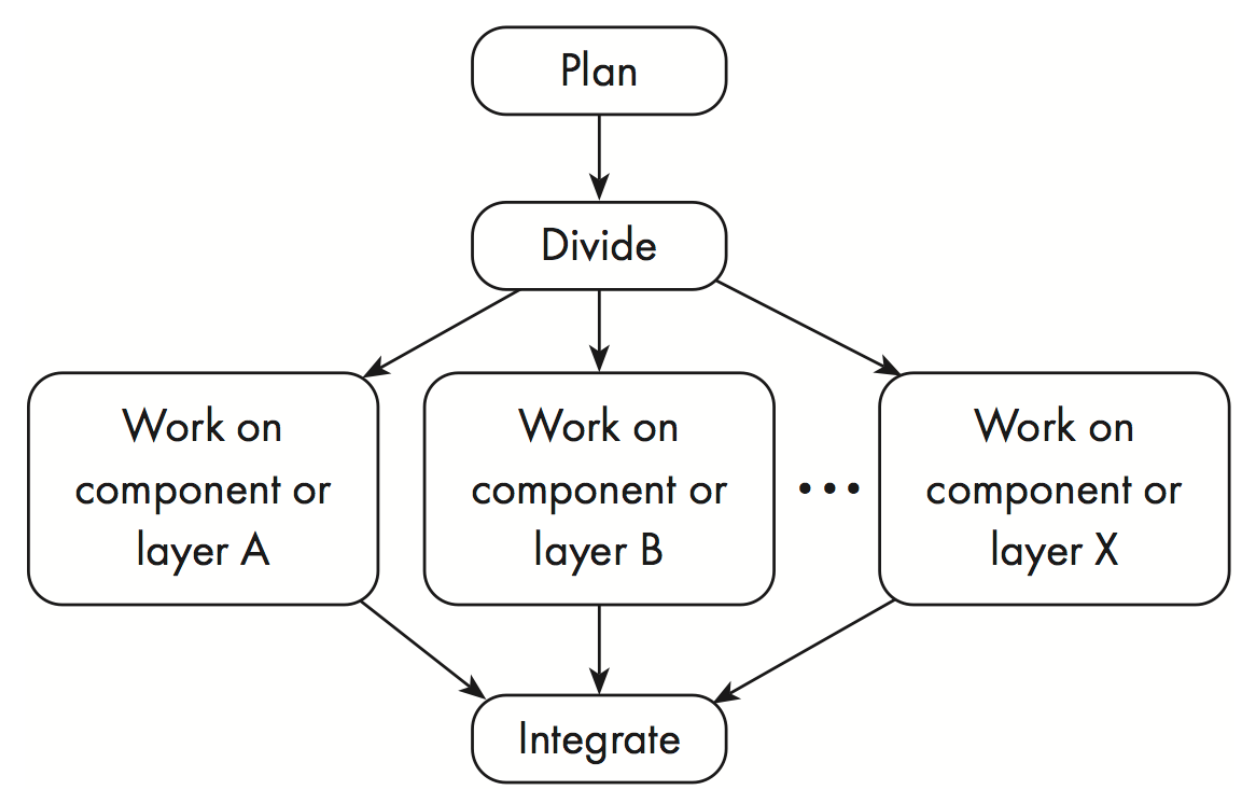 Plan
Divide
Work on
component or
layer A
Work on
component or
layer B
...
Work on
component or
layer X
Integrate